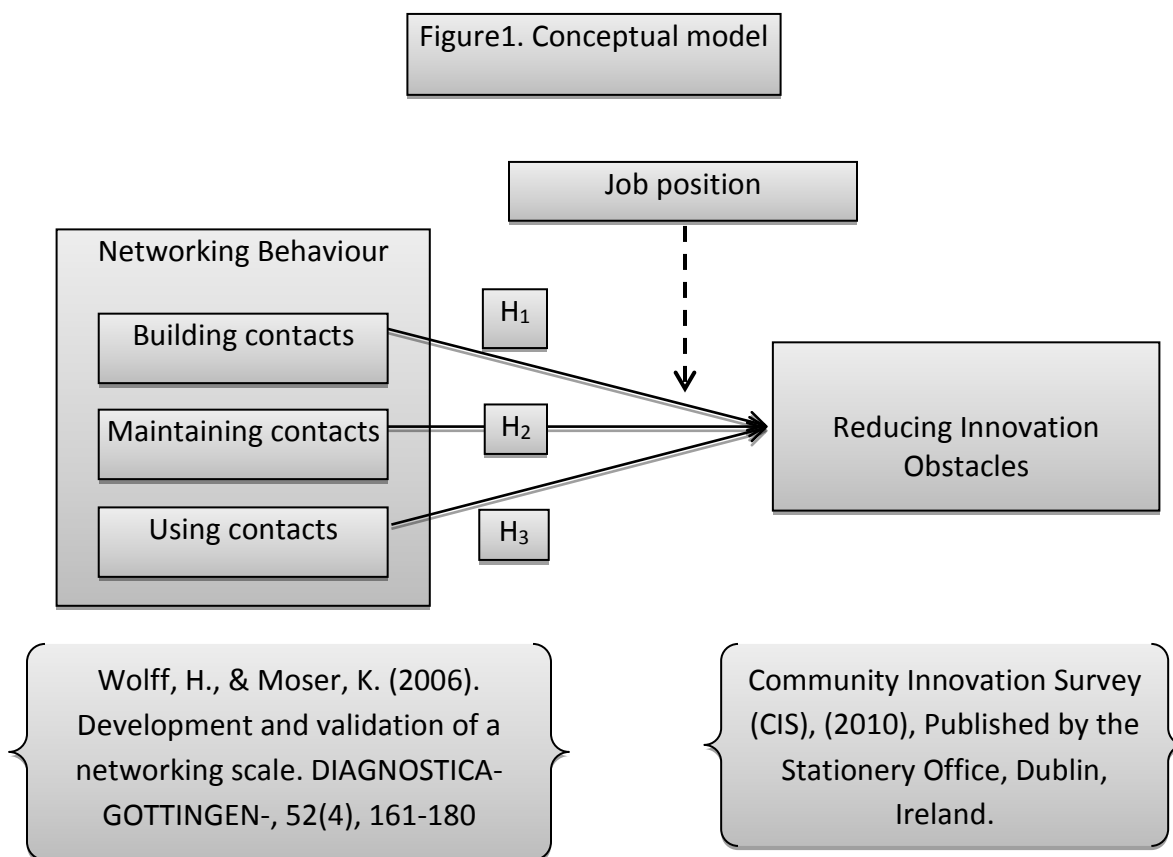 Figure1. Conceptual model
Job position
Networking Behaviour
Building contacts
Maintaining contacts
Using contacts
H₁
H₂
H₃
Reducing Innovation
Obstacles
Wolff, H., & Moser, K. (2006).
Development and validation of a
networking scale. DIAGNOSTICA-
GOTTINGEN-, 52(4), 161-180
Community Innovation Survey
(CIS), (2010), Published by the
Stationery Office, Dublin,
Ireland.